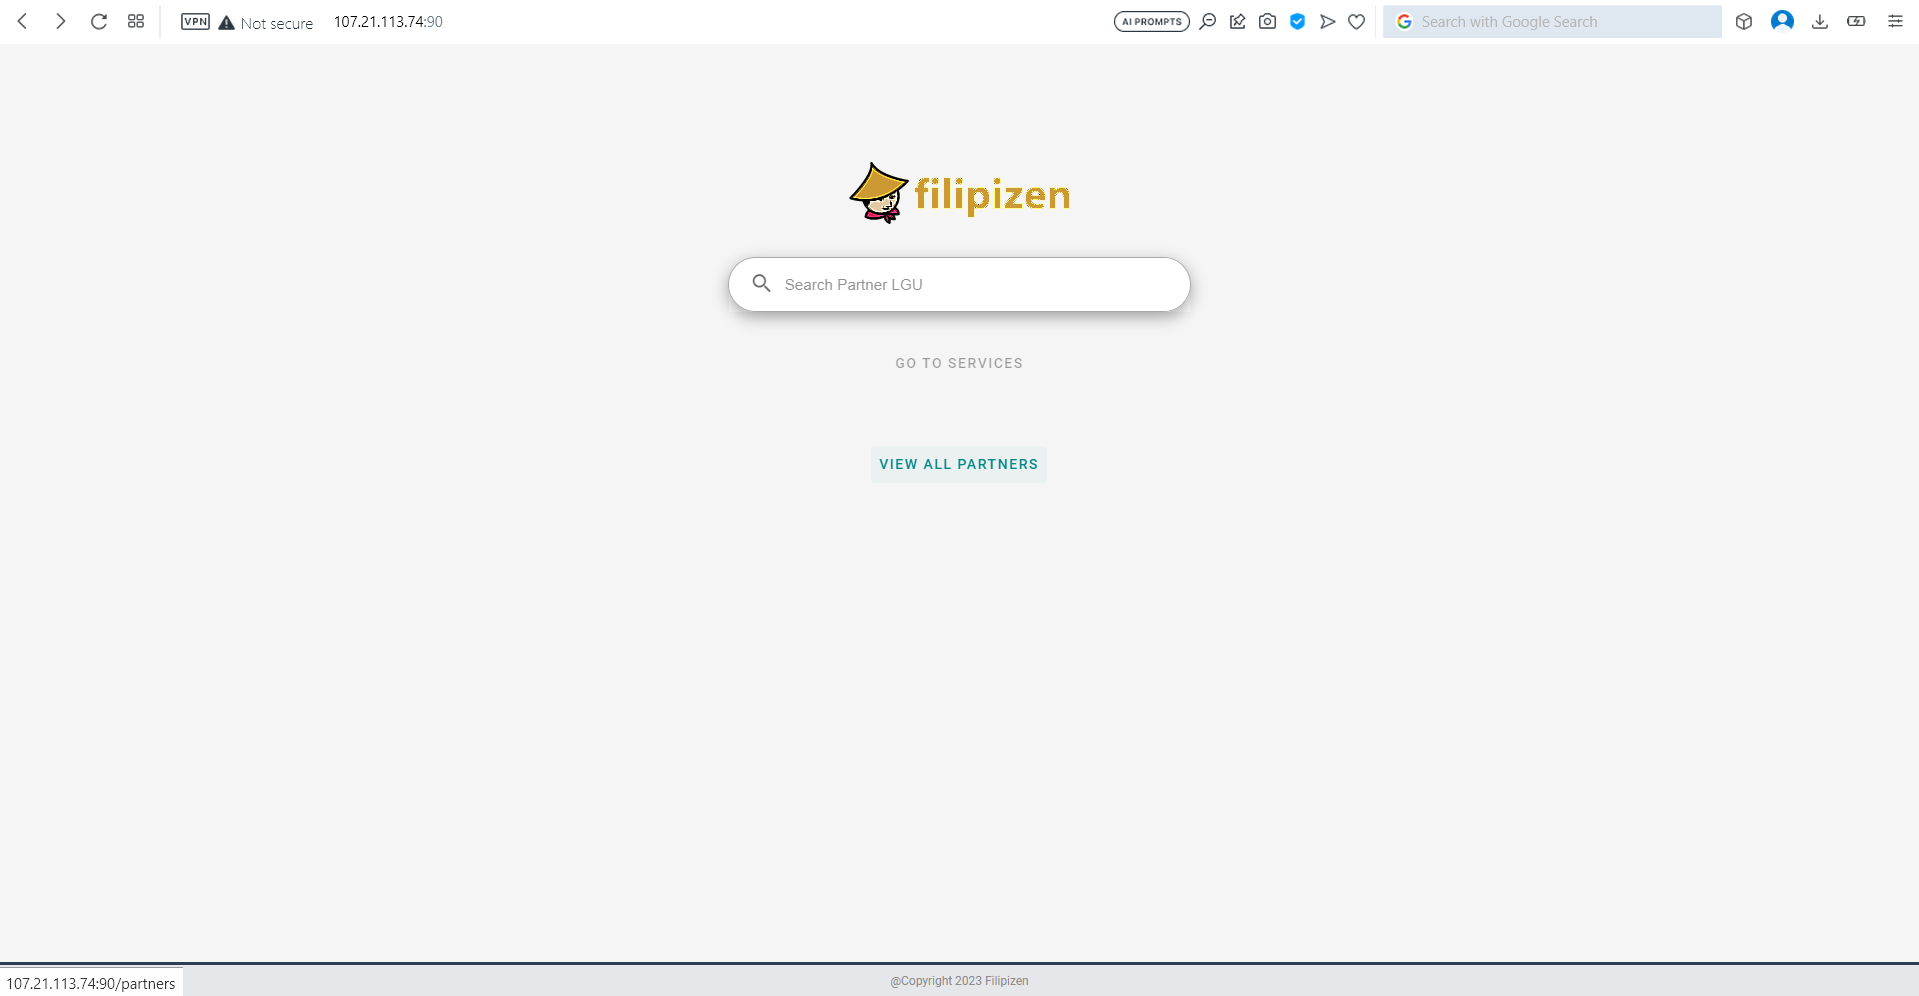 VPN Not secure 107.21.113.74:90 AI PROMPTS Search with Google Search
filipizen
Search Partner LGU
GO TO SERVICES
VIEW ALL PARTNERS
107.21.113.74:90/partners
@Copyright 2023 Filipizen